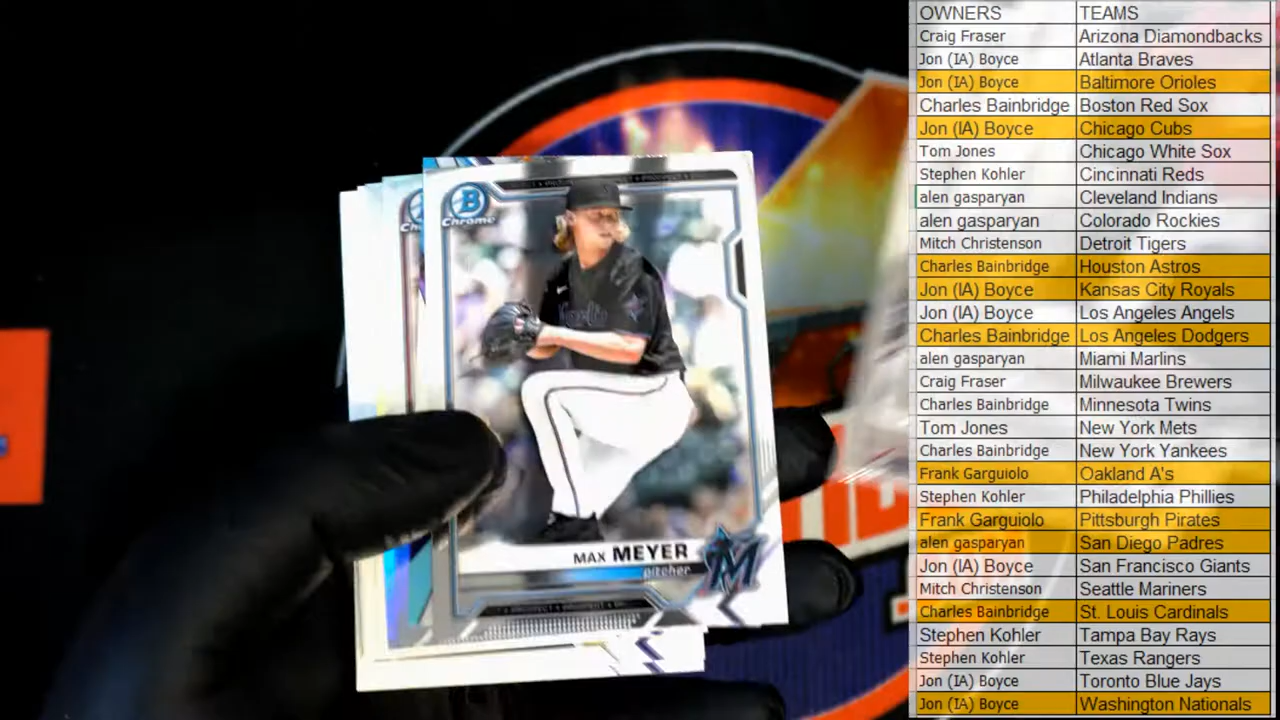 B
Chrome
MAX MEYER
pitcher
OWNERS TEAMS
Craig Fraser Arizona Diamondbacks
Jon (IA) Boyce Atlanta Braves
Jon (IA) Boyce Baltimore Orioles
Charles Bainbridge Boston Red Sox
Jon (IA) Boyce Chicago Cubs
Tom Jones Chicago White Sox
Stephen Kohler Cincinnati Reds
alen gasparyan Cleveland Indians
alen gasparyan Colorado Rockies
Mitch Christenson Detroit Tigers
Charles Bainbridge Houston Astros
Jon (IA) Boyce Kansas City Royals
Jon (IA) Boyce Los Angeles Angels
Charles Bainbridge Los Angeles Dodgers
alen gasparyan Miami Marlins
Craig Fraser Milwaukee Brewers
Charles Bainbridge Minnesota Twins
Tom Jones New York Mets
Charles Bainbridge New York Yankees
Frank Garguiolo Oakland A's
Stephen Kohler Philadelphia Phillies
Frank Garguiolo Pittsburgh Pirates
alen gasparyan San Diego Padres
Jon (IA) Boyce San Francisco Giants
Mitch Christenson Seattle Mariners
Charles Bainbridge St. Louis Cardinals
Stephen Kohler Tampa Bay Rays
Stephen Kohler Texas Rangers
Jon (IA) Boyce Toronto Blue Jays
Jon (IA) Boyce Washington Nationals